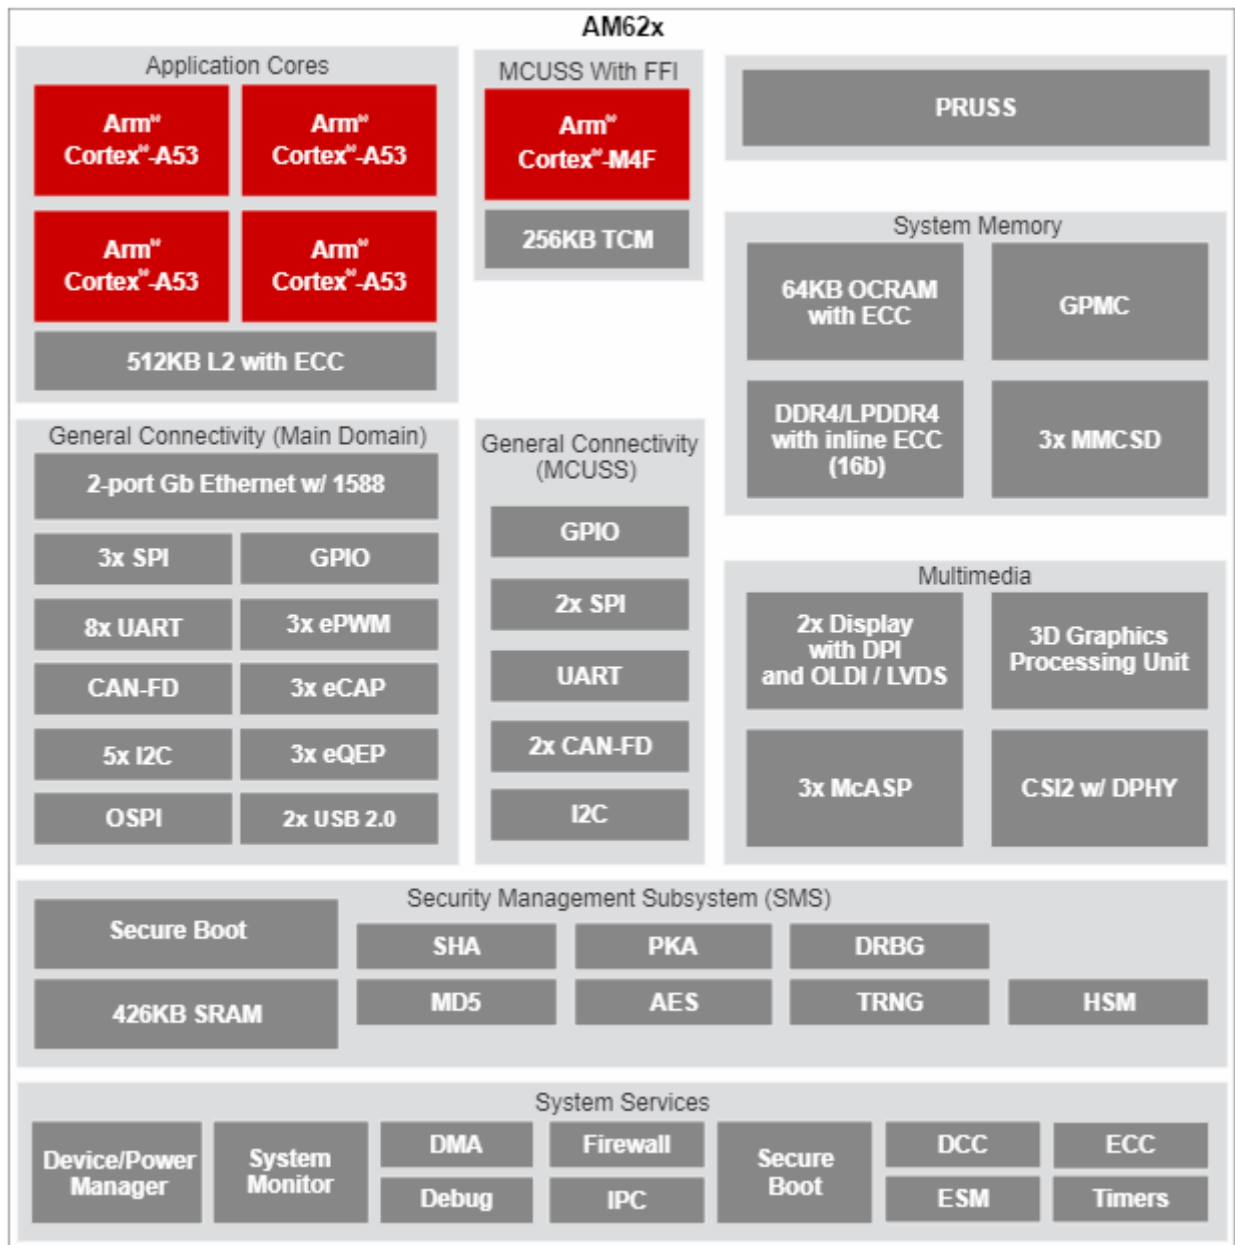 AM62x
Application Cores
Arm®
Cortex®-A53
Arm®
Cortex®-A53
Arm®
Cortex®-A53
Arm®
Cortex®-A53
512KB L2 with ECC
MCUSS With FFI
Arm®
Cortex®-M4F
256KB TCM
PRUSS
System Memory
64KB OCRAM
with ECC
GPMC
DDR4/LPDDR4
with inline ECC
(16b)
3x MMCSD
General Connectivity (Main Domain)
2-port Gb Ethernet w/ 1588
3x SPI
GPIO
8x UART
3x ePWM
CAN-FD
3x eCAP
5x I2C
3x eQEP
OSPI
2x USB 2.0
General Connectivity
(MCUSS)
GPIO
2x SPI
UART
2x CAN-FD
I2C
Multimedia
2x Display
with DPI
and OLDI / LVDS
3D Graphics
Processing Unit
3x McASP
CSI2 w/ DPHY
Security Management Subsystem (SMS)
Secure Boot
SHA
PKA
DRBG
426KB SRAM
MD5
AES
TRNG
HSM
System Services
Device/Power
Manager
System
Monitor
DMA
Debug
Firewall
IPC
Secure
Boot
DCC
ESM
ECC
Timers